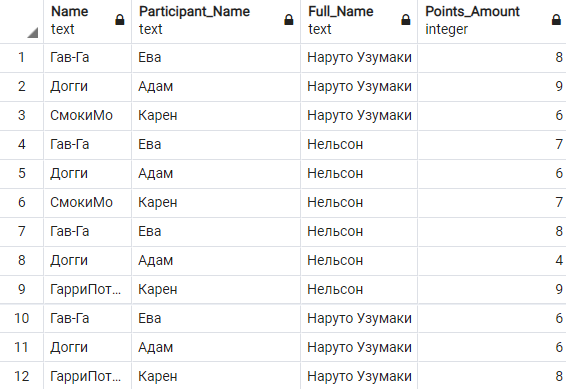 Name Participant_Name Full_Name Points_Amount
text text text integer
1 Гав-Га Ева Наруто Узумаки 8
2 Догги Адам Наруто Узумаки 9
3 СмокиМо Карен Наруто Узумаки 6
4 Гав-Га Ева Нельсон 7
5 Догги Адам Нельсон 6
6 СмокиМо Карен Нельсон 7
7 Гав-Га Ева Нельсон 8
8 Догги Адам Нельсон 4
9 ГарриПот... Карен Нельсон 9
10 Гав-Га Ева Наруто Узумаки 6
11 Догги Адам Наруто Узумаки 6
12 ГарриПот... Карен Наруто Узумаки 8